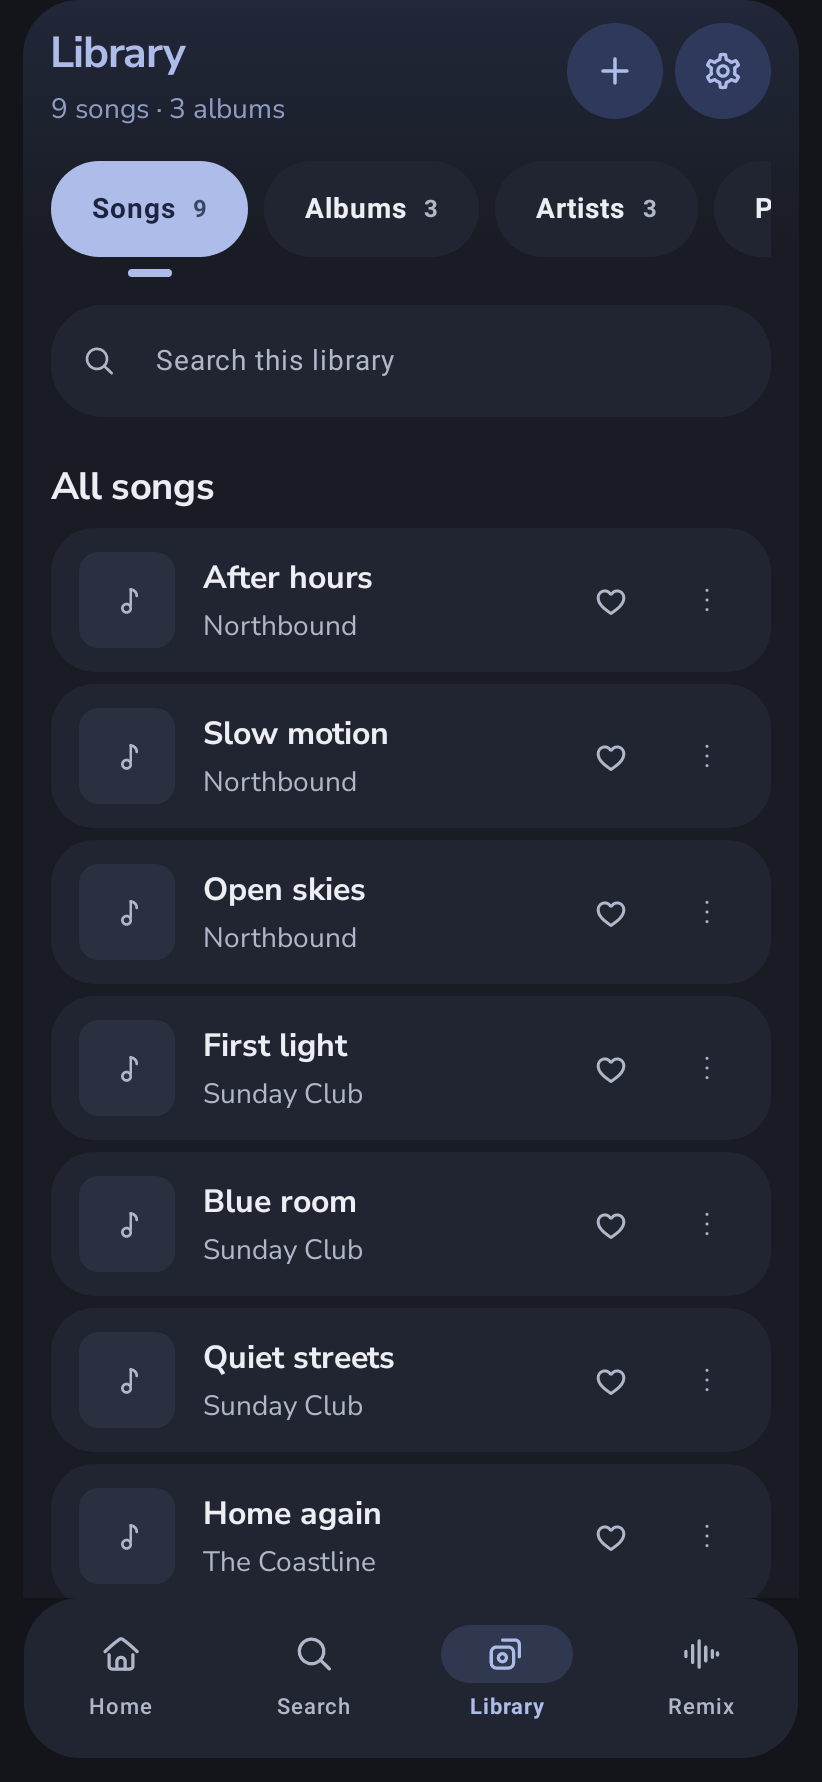 Library
9 songs · 3 albums
Songs 9
Albums 3
Artists 3
P
Search this library
All songs
After hours
Northbound
Slow motion
Northbound
Open skies
Northbound
First light
Sunday Club
Blue room
Sunday Club
Quiet streets
Sunday Club
Home again
The Coastline
Home
Search
Library
Remix